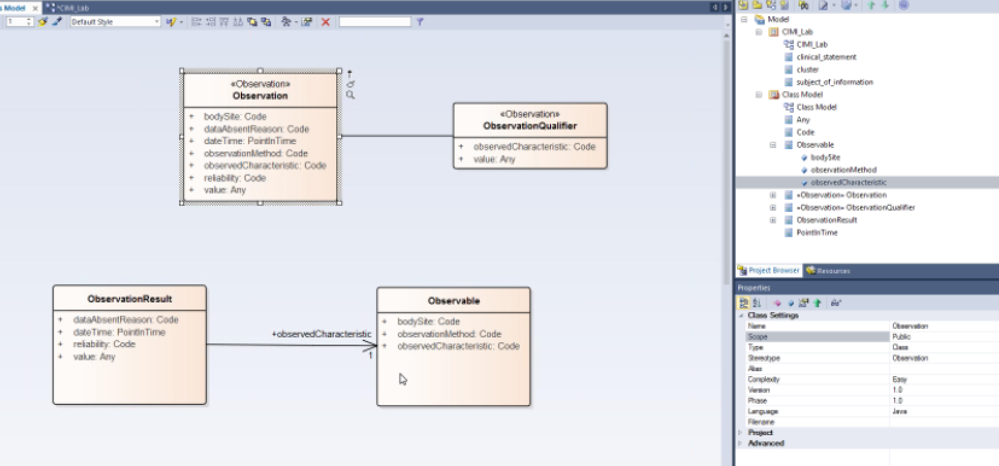 s Model
*CIMI_Lab
1
Default Style
«Observation»
Observation
+ bodySite: Code
+ dataAbsentReason: Code
+ dateTime: PointInTime
+ observationMethod: Code
+ observedCharacteristic: Code
+ reliability: Code
+ value: Any
«Observation»
ObservationQualifier
+ observedCharacteristic: Code
+ value: Any
ObservationResult
+ dataAbsentReason: Code
+ dateTime: PointInTime
+ reliability: Code
+ value: Any
+observedCharacteristic
1
Observable
+ bodySite: Code
+ observationMethod: Code
+ observedCharacteristic: Code
Model
CIMI_Lab
CIMI_Lab
clinical_statement
cluster
subject_of_information
Class Model
Class Model
Any
Code
Observable
bodySite
observationMethod
observedCharacteristic
«Observation» Observation
«Observation» ObservationQualifier
ObservationResult
PointInTime
Project Browser
Resources
Properties
Class Settings
Name Observation
Scope Public
Type Class
Stereotype Observation
Alias
Complexity Easy
Version 1.0
Phase 1.0
Language Java
Filename
Project
Advanced